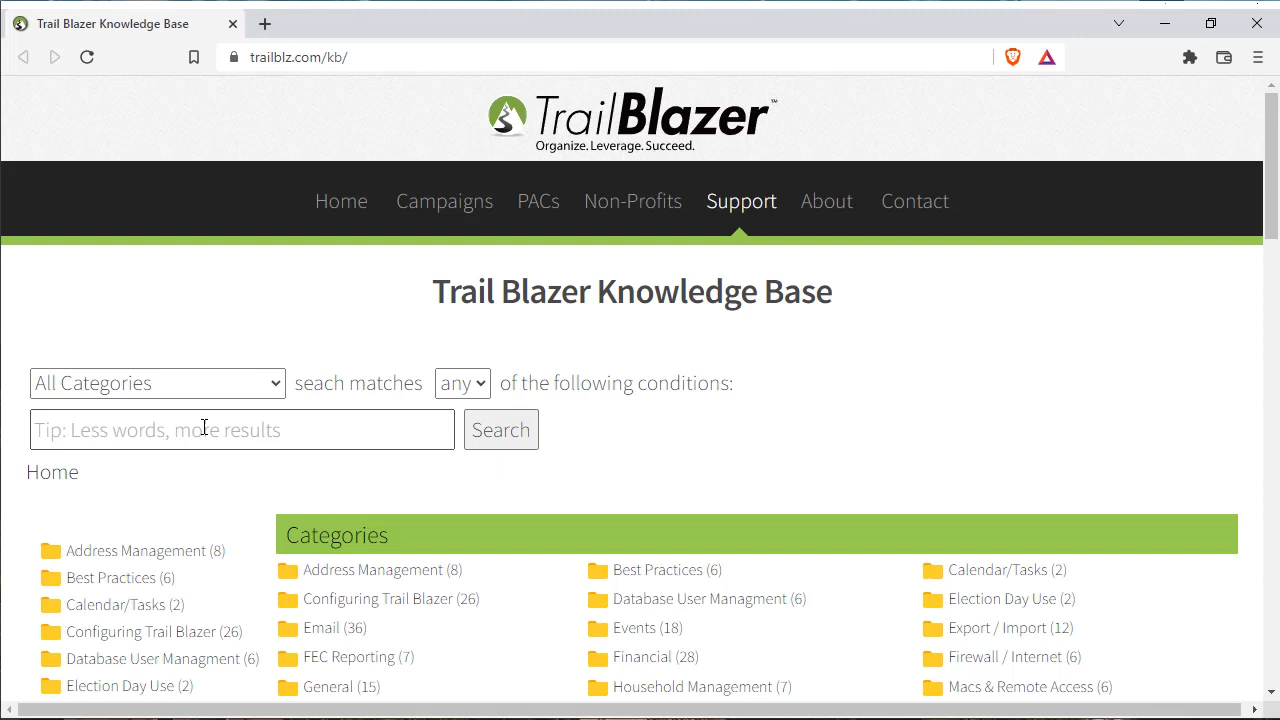 Trail Blazer Knowledge Base
trailblz.com/kb/
TrailBlazer™
Organize. Leverage. Succeed.
Home Campaigns PACs Non-Profits Support About Contact
Trail Blazer Knowledge Base
All Categories seach matches any of the following conditions:
Tip: Less words, more results Search
Home
Categories
Address Management (8)
Best Practices (6)
Calendar/Tasks (2)
Configuring Trail Blazer (26)
Database User Managment (6)
Election Day Use (2)
Address Management (8) Best Practices (6) Calendar/Tasks (2)
Configuring Trail Blazer (26) Database User Managment (6) Election Day Use (2)
Email (36) Events (18) Export / Import (12)
FEC Reporting (7) Financial (28) Firewall / Internet (6)
General (15) Household Management (7) Macs & Remote Access (6)